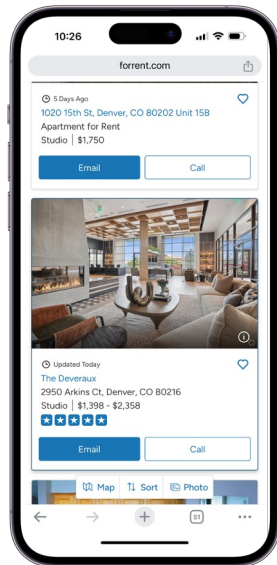 10:26
forrent.com
5 Days Ago
1020 15th St, Denver, CO 80202 Unit 15B
Apartment for Rent
Studio | $1,750
Email Call
Updated Today
The Deveraux
2950 Arkins Ct, Denver, CO 80216
Studio | $1,398 - $2,358
Email Call
Map Sort Photo
51